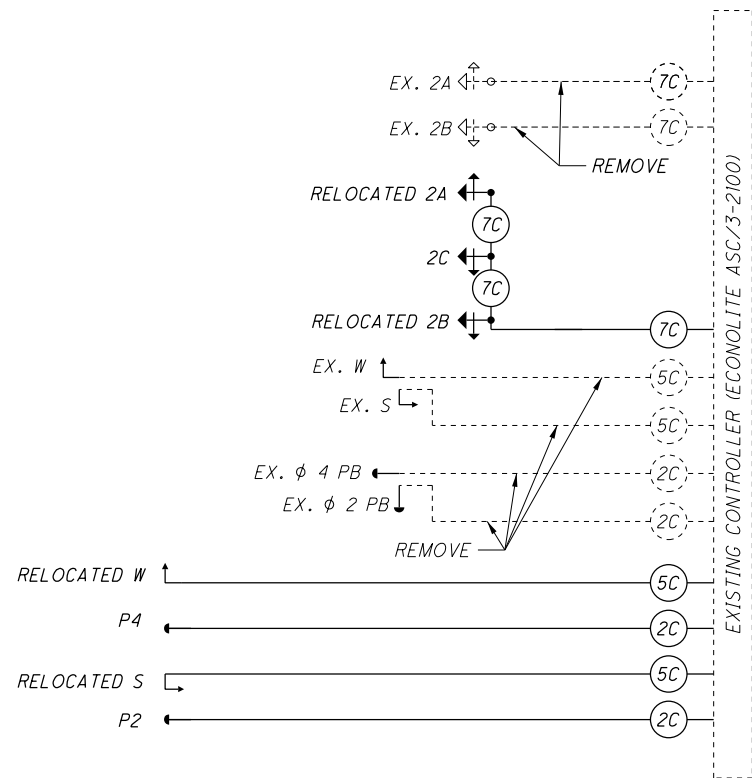 EX. 2A
7C
EX. 2B
7C
REMOVE
RELOCATED 2A
7C
2C
7C
RELOCATED 2B
7C
EX. W
5C
EX. S
5C
EX. ϕ 4 PB
2C
EX. ϕ 2 PB
2C
REMOVE
RELOCATED W
5C
P4
2C
RELOCATED S
5C
P2
2C
EXISTING CONTROLLER (ECONOLITE ASC/3-2100)